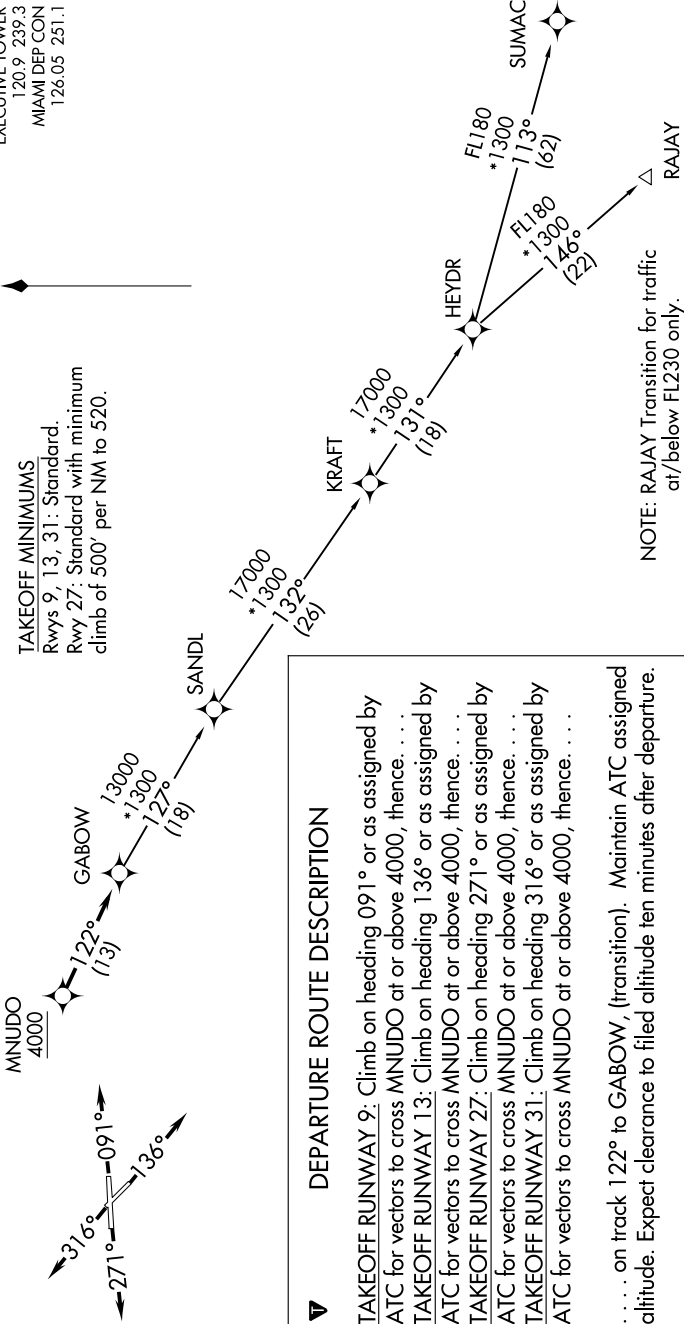 EXECUTIVE TOWER
120.9 239.3
MIAMI DEP CON
126.05 251.1
TAKEOFF MINIMUMS
Rwys 9, 13, 31: Standard.
Rwy 27: Standard with minimum
climb of 500' per NM to 520.
MNUDO
4000
122°
(13)
GABOW
13000
*1300
127°
(18)
SANDL
17000
*1300
132°
(26)
KRAFT
17000
*1300
131°
(18)
HEYDR
FL180
*1300
113°
(62)
SUMAC
FL180
*1300
146°
(22)
RAJAY
NOTE: RAJAY Transition for traffic
at/below FL230 only.
316°
091°
271°
136°
T
DEPARTURE ROUTE DESCRIPTION
TAKEOFF RUNWAY 9: Climb on heading 091° or as assigned by
ATC for vectors to cross MNUDO at or above 4000, thence. . . .
TAKEOFF RUNWAY 13: Climb on heading 136° or as assigned by
ATC for vectors to cross MNUDO at or above 4000, thence. . . .
TAKEOFF RUNWAY 27: Climb on heading 271° or as assigned by
ATC for vectors to cross MNUDO at or above 4000, thence. . . .
TAKEOFF RUNWAY 31: Climb on heading 316° or as assigned by
ATC for vectors to cross MNUDO at or above 4000, thence. . . .
. . . . on track 122° to GABOW, (transition). Maintain ATC assigned
altitude. Expect clearance to filed altitude ten minutes after departure.